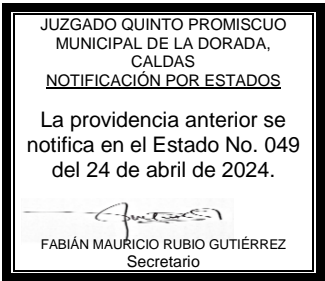 JUZGADO QUINTO PROMISCUO
MUNICIPAL DE LA DORADA,
CALDAS
NOTIFICACIÓN POR ESTADOS
La providencia anterior se
notifica en el Estado No. 049
del 24 de abril de 2024.
FABIÁN MAURICIO RUBIO GUTIÉRREZ
Secretario